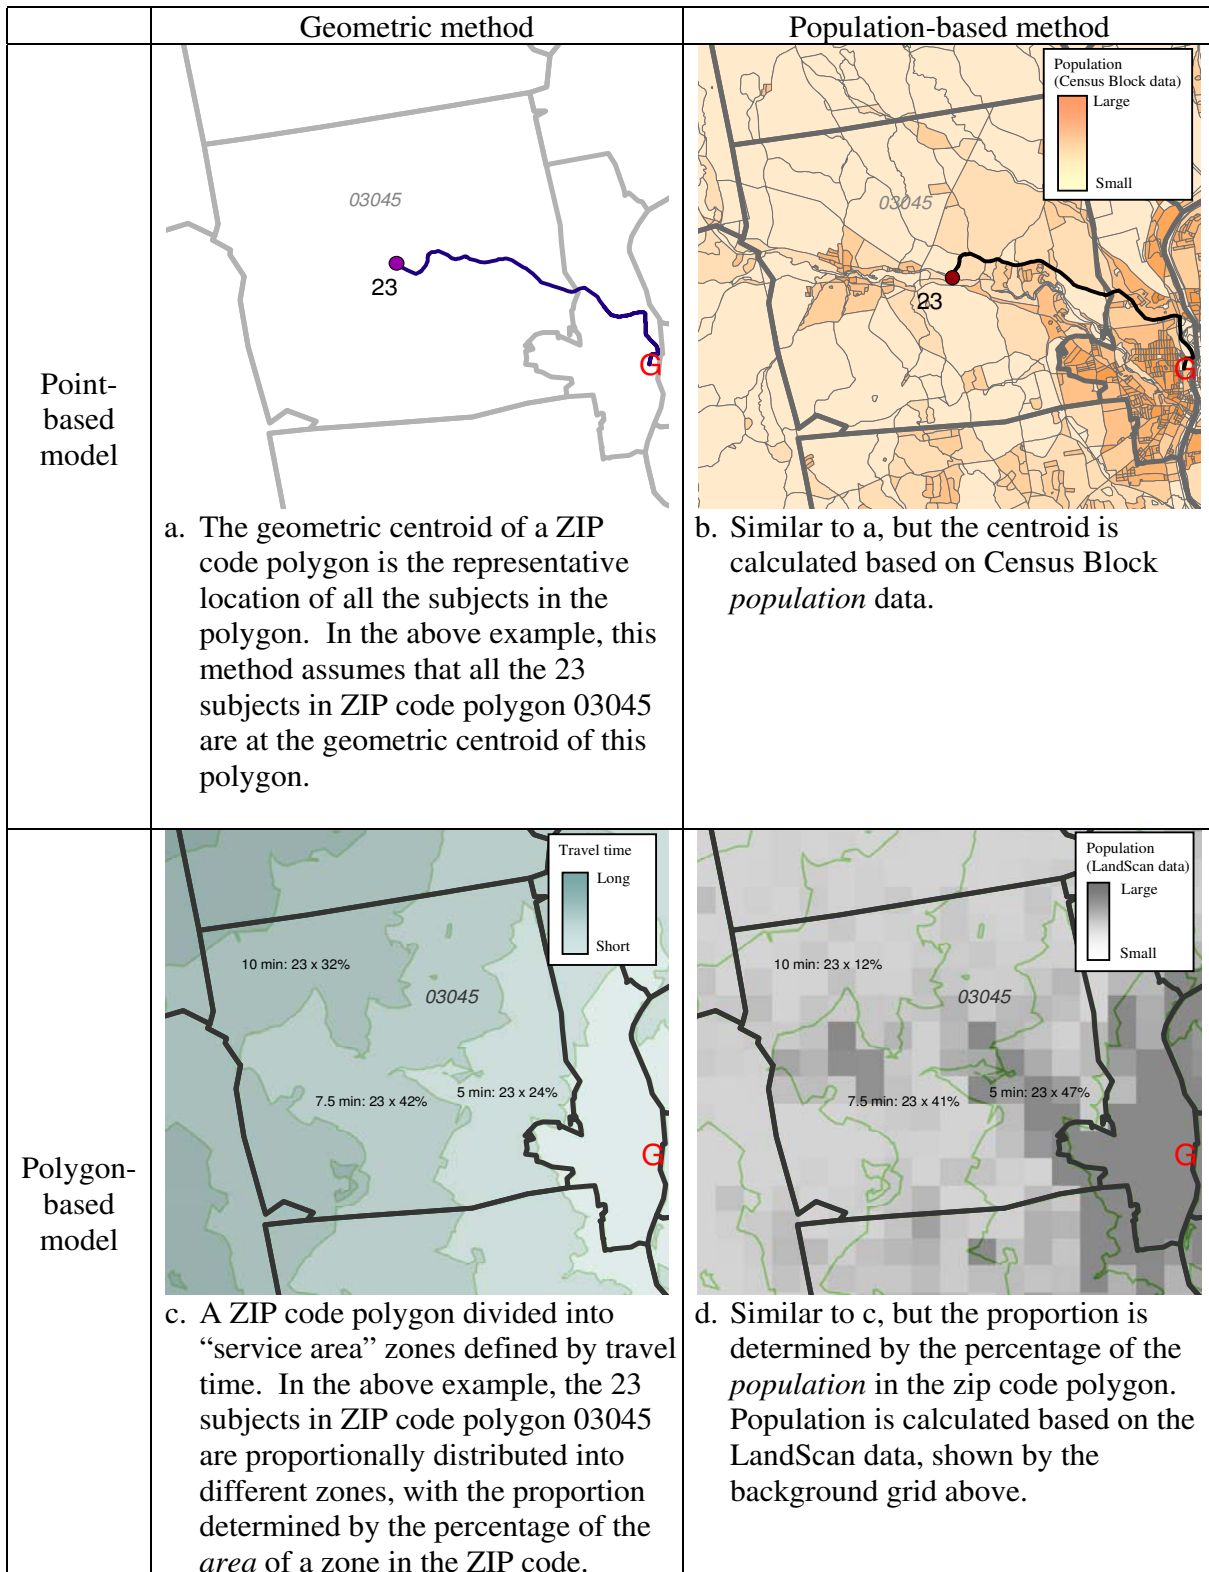 Geometric method
Population-based method
Point-
based
model
03045
23
G
Population
(Census Block data)
Large
Small
03045
23
G
a. The geometric centroid of a ZIP
code polygon is the representative
location of all the subjects in the
polygon.  In the above example, this
method assumes that all the 23
subjects in ZIP code polygon 03045
are at the geometric centroid of this
polygon.
b. Similar to a, but the centroid is
calculated based on Census Block
population data.
Polygon-
based
model
Travel time
Long
Short
10 min: 23 x 32%
03045
7.5 min: 23 x 42%
5 min: 23 x 24%
G
Population
(LandScan data)
Large
Small
10 min: 23 x 12%
03045
7.5 min: 23 x 41%
5 min: 23 x 47%
G
c. A ZIP code polygon divided into
“service area” zones defined by travel
time.  In the above example, the 23
subjects in ZIP code polygon 03045
are proportionally distributed into
different zones, with the proportion
determined by the percentage of the
area of a zone in the ZIP code.
d. Similar to c, but the proportion is
determined by the percentage of the
population in the zip code polygon.
Population is calculated based on the
LandScan data, shown by the
background grid above.